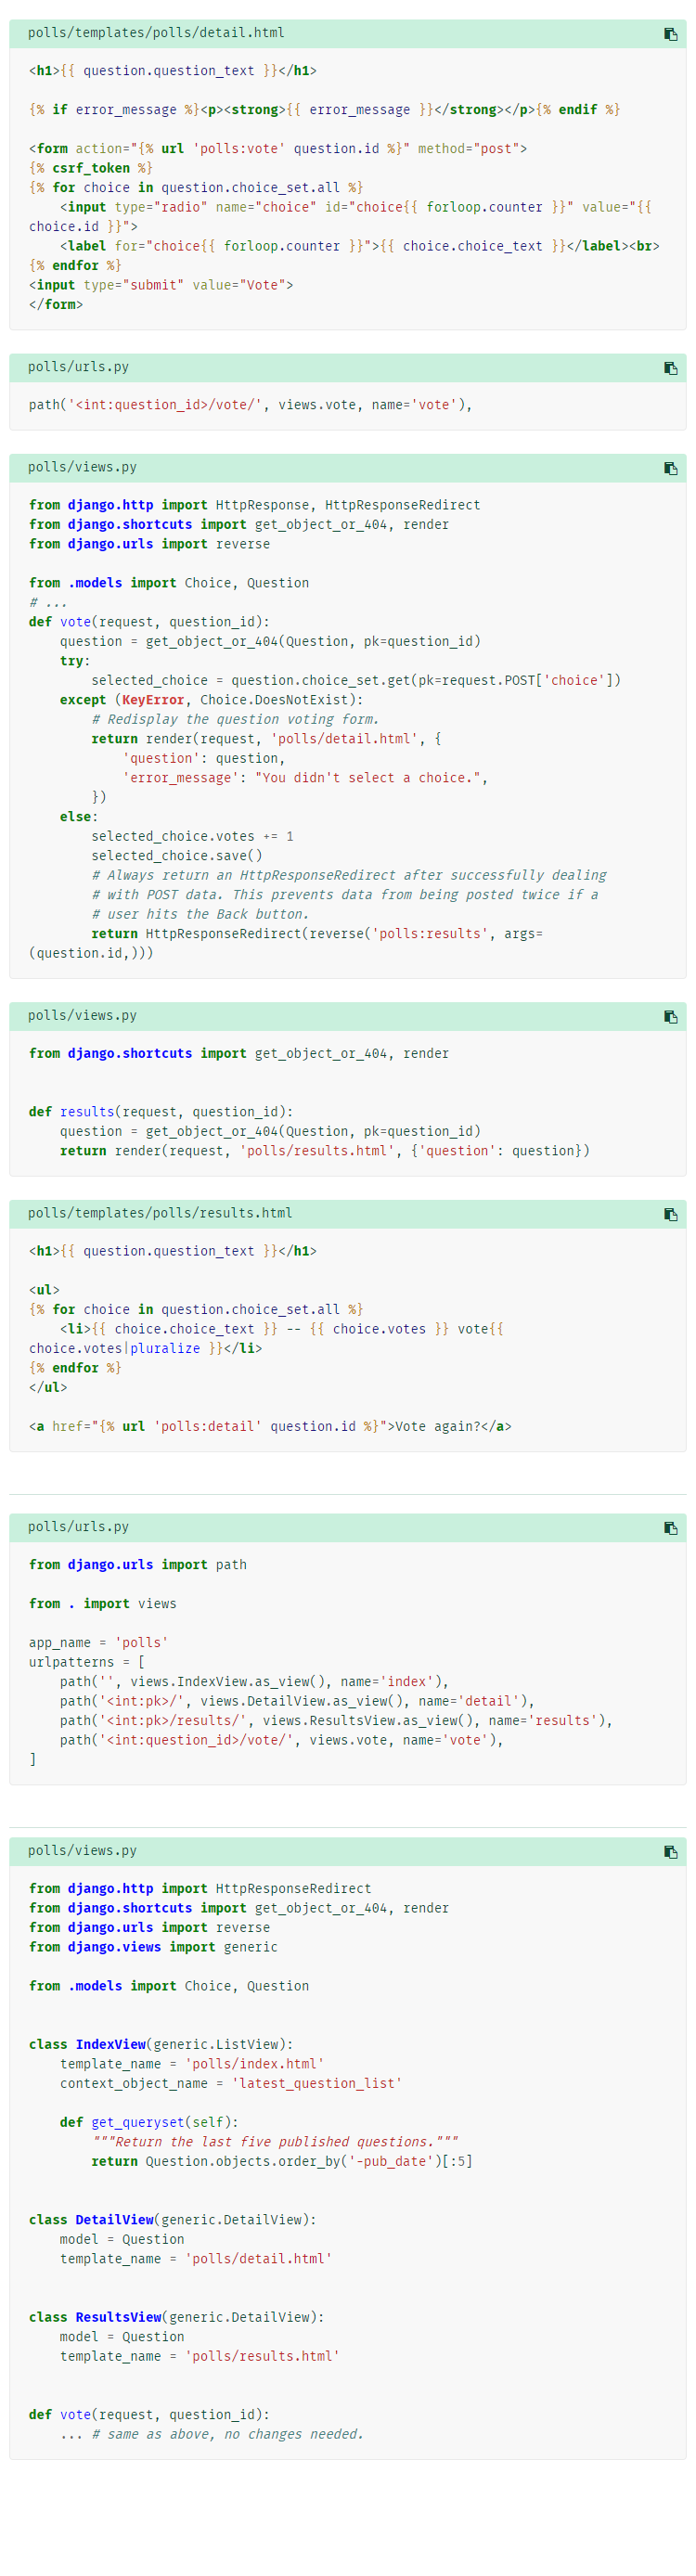 polls/templates/polls/detail.html
<h1>{{ question.question_text }}</h1>

{% if error_message %}<p><strong>{{ error_message }}</strong></p>{% endif %}

<form action="{% url 'polls:vote' question.id %}" method="post">
{% csrf_token %}
{% for choice in question.choice_set.all %}
    <input type="radio" name="choice" id="choice{{ forloop.counter }}" value="{{
choice.id }}">
    <label for="choice{{ forloop.counter }}">{{ choice.choice_text }}</label><br>
{% endfor %}
<input type="submit" value="Vote">
</form>

polls/urls.py
path('<int:question_id>/vote/', views.vote, name='vote'),

polls/views.py
from django.http import HttpResponse, HttpResponseRedirect
from django.shortcuts import get_object_or_404, render
from django.urls import reverse

from .models import Choice, Question
# ...
def vote(request, question_id):
    question = get_object_or_404(Question, pk=question_id)
    try:
        selected_choice = question.choice_set.get(pk=request.POST['choice'])
    except (KeyError, Choice.DoesNotExist):
        # Redisplay the question voting form.
        return render(request, 'polls/detail.html', {
            'question': question,
            'error_message': "You didn't select a choice.",
        })
    else:
        selected_choice.votes += 1
        selected_choice.save()
        # Always return an HttpResponseRedirect after successfully dealing
        # with POST data. This prevents data from being posted twice if a
        # user hits the Back button.
        return HttpResponseRedirect(reverse('polls:results', args=
(question.id,)))

polls/views.py
from django.shortcuts import get_object_or_404, render


def results(request, question_id):
    question = get_object_or_404(Question, pk=question_id)
    return render(request, 'polls/results.html', {'question': question})

polls/templates/polls/results.html
<h1>{{ question.question_text }}</h1>

<ul>
{% for choice in question.choice_set.all %}
    <li>{{ choice.choice_text }} -- {{ choice.votes }} vote{{
choice.votes|pluralize }}</li>
{% endfor %}
</ul>

<a href="{% url 'polls:detail' question.id %}">Vote again?</a>

polls/urls.py
from django.urls import path

from . import views

app_name = 'polls'
urlpatterns = [
    path('', views.IndexView.as_view(), name='index'),
    path('<int:pk>/', views.DetailView.as_view(), name='detail'),
    path('<int:pk>/results/', views.ResultsView.as_view(), name='results'),
    path('<int:question_id>/vote/', views.vote, name='vote'),
]

polls/views.py
from django.http import HttpResponseRedirect
from django.shortcuts import get_object_or_404, render
from django.urls import reverse
from django.views import generic

from .models import Choice, Question


class IndexView(generic.ListView):
    template_name = 'polls/index.html'
    context_object_name = 'latest_question_list'

    def get_queryset(self):
        """Return the last five published questions."""
        return Question.objects.order_by('-pub_date')[:5]


class DetailView(generic.DetailView):
    model = Question
    template_name = 'polls/detail.html'


class ResultsView(generic.DetailView):
    model = Question
    template_name = 'polls/results.html'


def vote(request, question_id):
    ... # same as above, no changes needed.